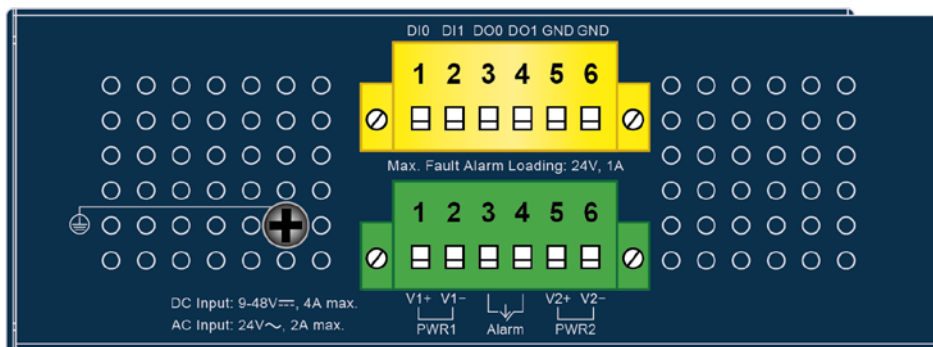 DI0 DI1 DO0 DO1 GND GND
1 2 3 4 5 6
Max. Fault Alarm Loading: 24V, 1A
1 2 3 4 5 6
V1+ V1− V2+ V2−
PWR1 Alarm PWR2
DC Input: 9-48V⎓, 4A max.
AC Input: 24V~, 2A max.